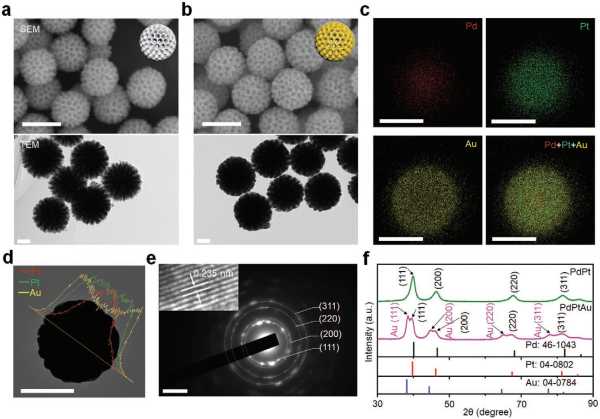 a
b
c
SEM
TEM
Pd
Pt
Au
Pd+Pt+Au
d
Pd
Pt
Au
e
0.235 nm
(311)
(220)
(200)
(111)
f
Intensity (a.u.)
(111)
(200)
(220)
(311)
PdPt
PdPtAu
Au (111)
(111)
Au (200)
(200)
Au (220)
(220)
Au (311)
(311)
Pd: 46-1043
Pt: 04-0802
Au: 04-0784
30 40 50 60 70 80 90
2θ (degree)